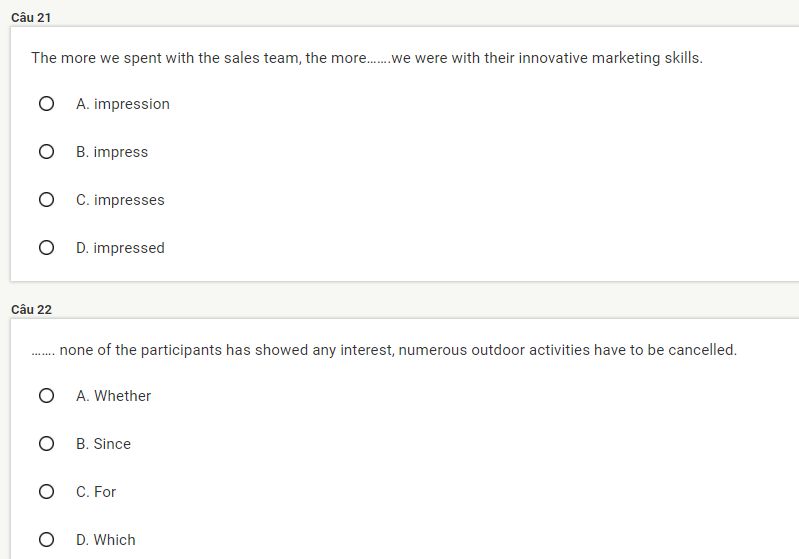 Câu 21
The more we spent with the sales team, the more.......we were with their innovative marketing skills.
A. impression
B. impress
C. impresses
D. impressed
Câu 22
....... none of the participants has showed any interest, numerous outdoor activities have to be cancelled.
A. Whether
B. Since
C. For
D. Which